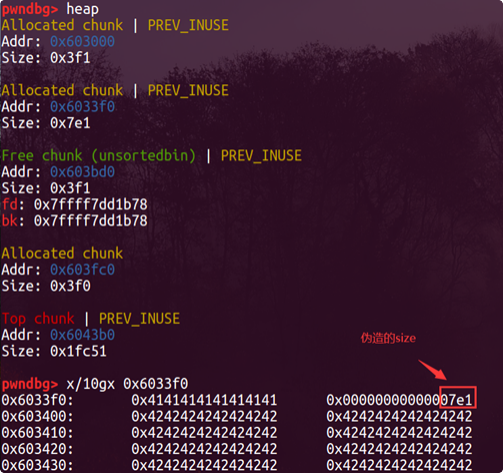 pwndbg> heap
Allocated chunk | PREV_INUSE
Addr: 0x603000
Size: 0x3f1
Allocated chunk | PREV_INUSE
Addr: 0x6033f0
Size: 0x7e1
Free chunk (unsortedbin) | PREV_INUSE
Addr: 0x603bd0
Size: 0x3f1
fd: 0x7ffff7dd1b78
bk: 0x7ffff7dd1b78
Allocated chunk
Addr: 0x603fc0
Size: 0x3f0
Top chunk | PREV_INUSE
Addr: 0x6043b0
Size: 0x1fc51
伪造的size
pwndbg> x/10gx 0x6033f0
0x6033f0: 0x4141414141414141 0x00000000000007e1
0x603400: 0x4242424242424242 0x4242424242424242
0x603410: 0x4242424242424242 0x4242424242424242
0x603420: 0x4242424242424242 0x4242424242424242
0x603430: 0x4242424242424242 0x4242424242424242